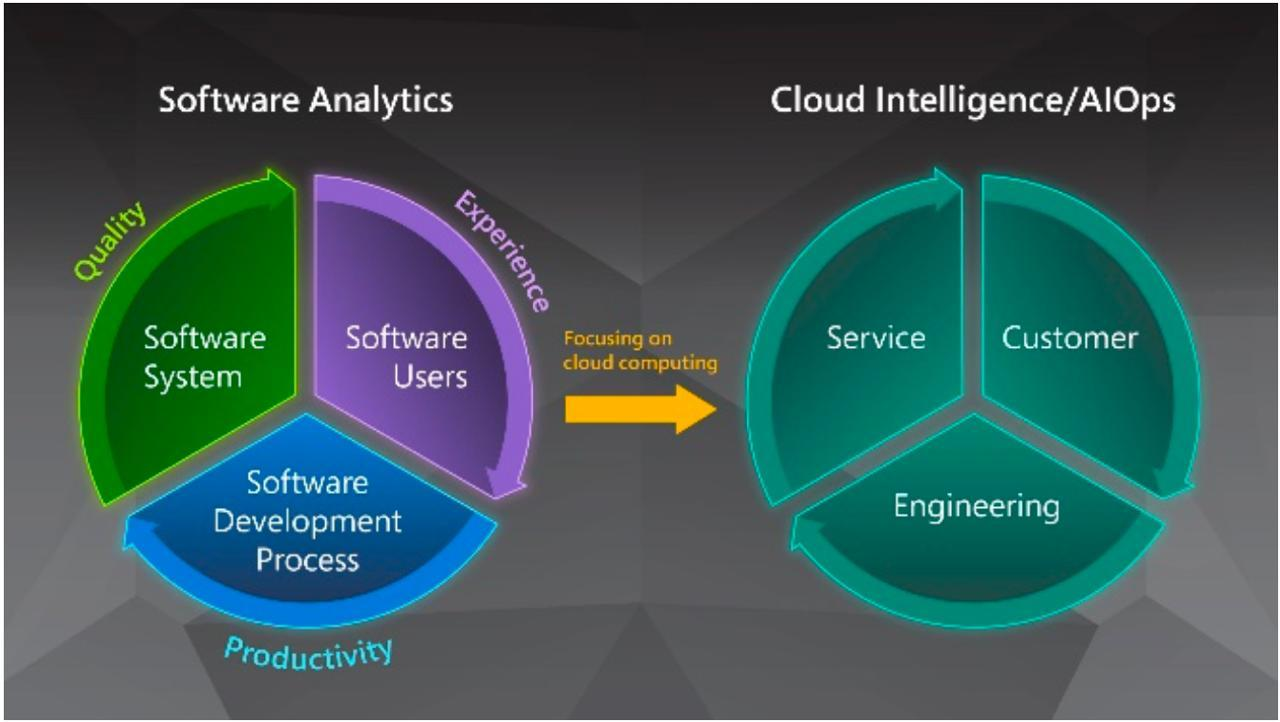 Software Analytics
Cloud Intelligence/AIOps
Quality
Experience
Software
System
Software
Users
Software
Development
Process
Productivity
Focusing on
cloud computing
Service
Customer
Engineering